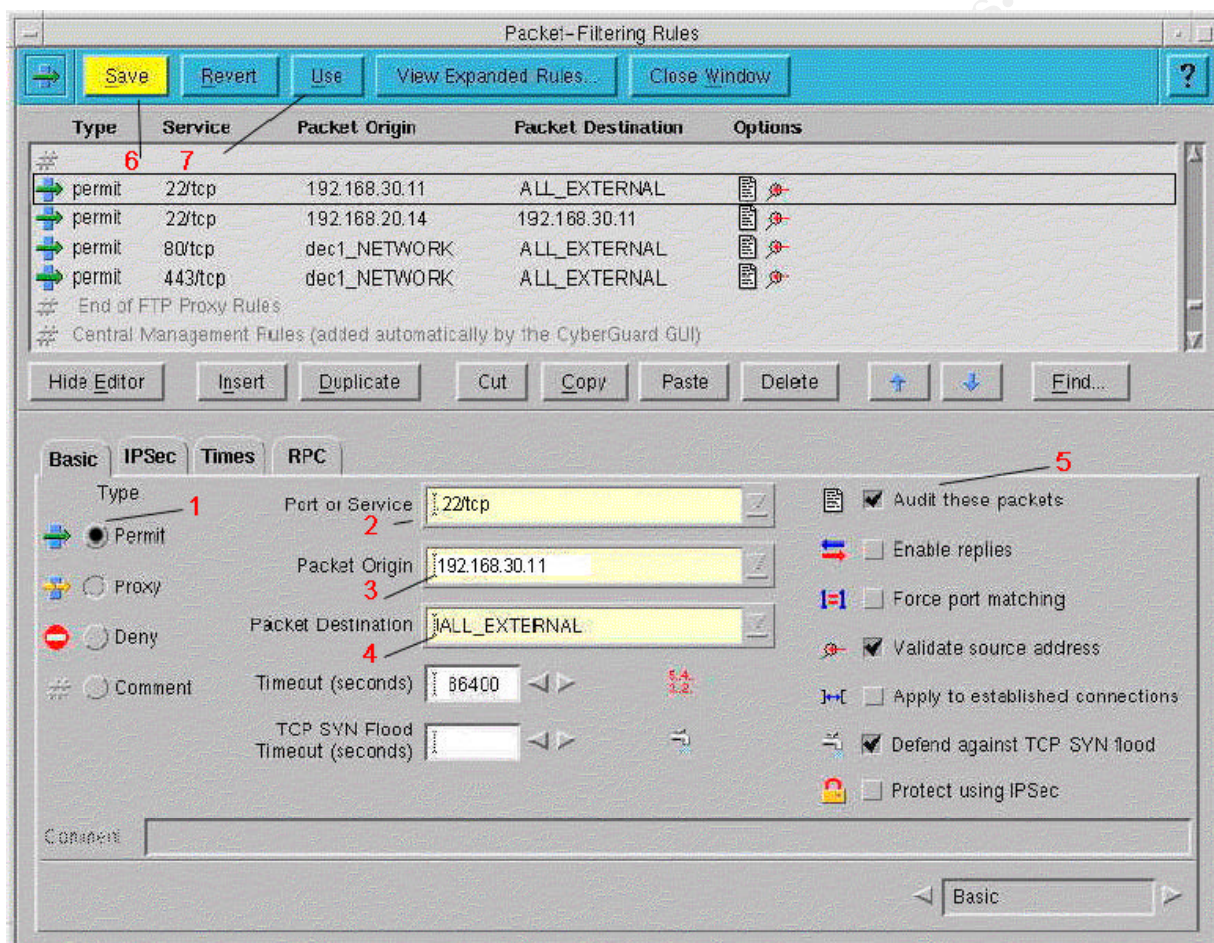 Packet-Filtering Rules
Save Revert Use View Expanded Rules... Close Window ?
Type Service Packet Origin Packet Destination Options
# 6 7
permit 22/tcp 192.168.30.11 ALL_EXTERNAL
permit 22/tcp 192.168.20.14 192.168.30.11
permit 80/tcp dec1_NETWORK ALL_EXTERNAL
permit 443/tcp dec1_NETWORK ALL_EXTERNAL
# End of FTP Proxy Rules
# Central Management Rules (added automatically by the CyberGuard GUI)
Hide Editor Insert Duplicate Cut Copy Paste Delete Find...
Basic IPSec Times RPC
5
Type 1 Port or Service 2 22/tcp Audit these packets
Permit
Packet Origin 3 192.168.30.11 Enable replies
Proxy
1=1 Force port matching
Packet Destination 4 ALL_EXTERNAL
Deny
Validate source address
# Comment Timeout (seconds) 86400 5.4.3.2. Apply to established connections
TCP SYN Flood
Timeout (seconds) Defend against TCP SYN flood
Protect using IPSec
Comment
Basic